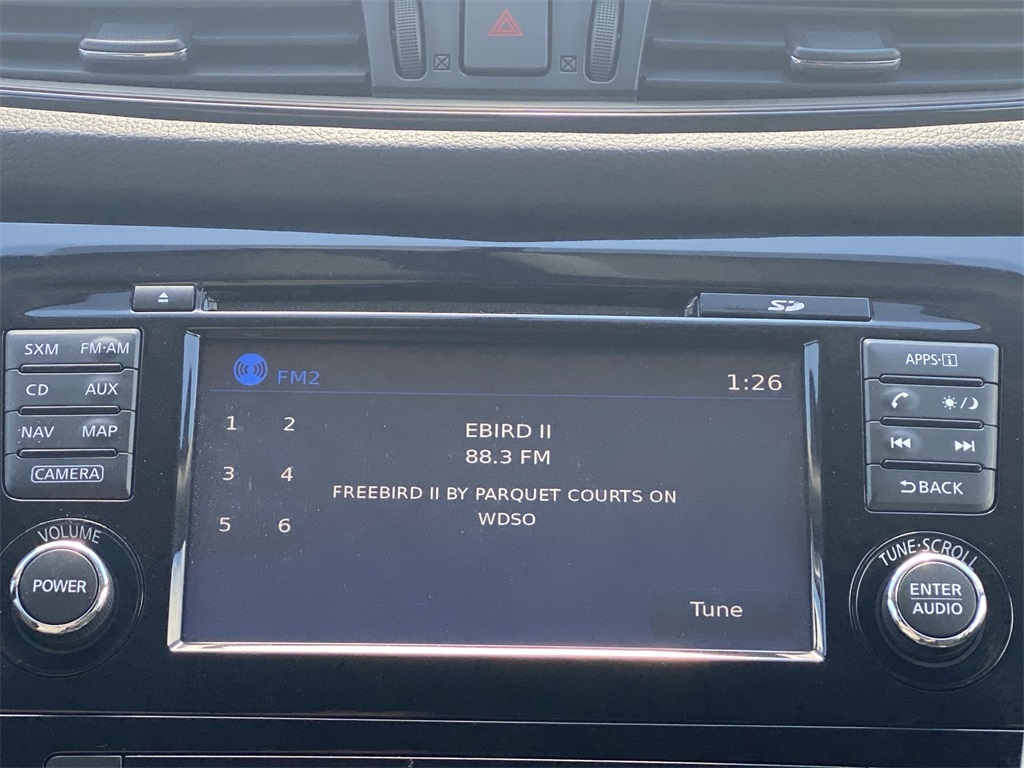 SD
SXM FM·AM
CD AUX
NAV MAP
CAMERA
VOLUME
POWER
FM2
1:26
1 2
3 4
5 6
EBIRD II
88.3 FM
FREEBIRD II BY PARQUET COURTS ON
WDSO
Tune
APPS·i
BACK
TUNE·SCROLL
ENTER
AUDIO